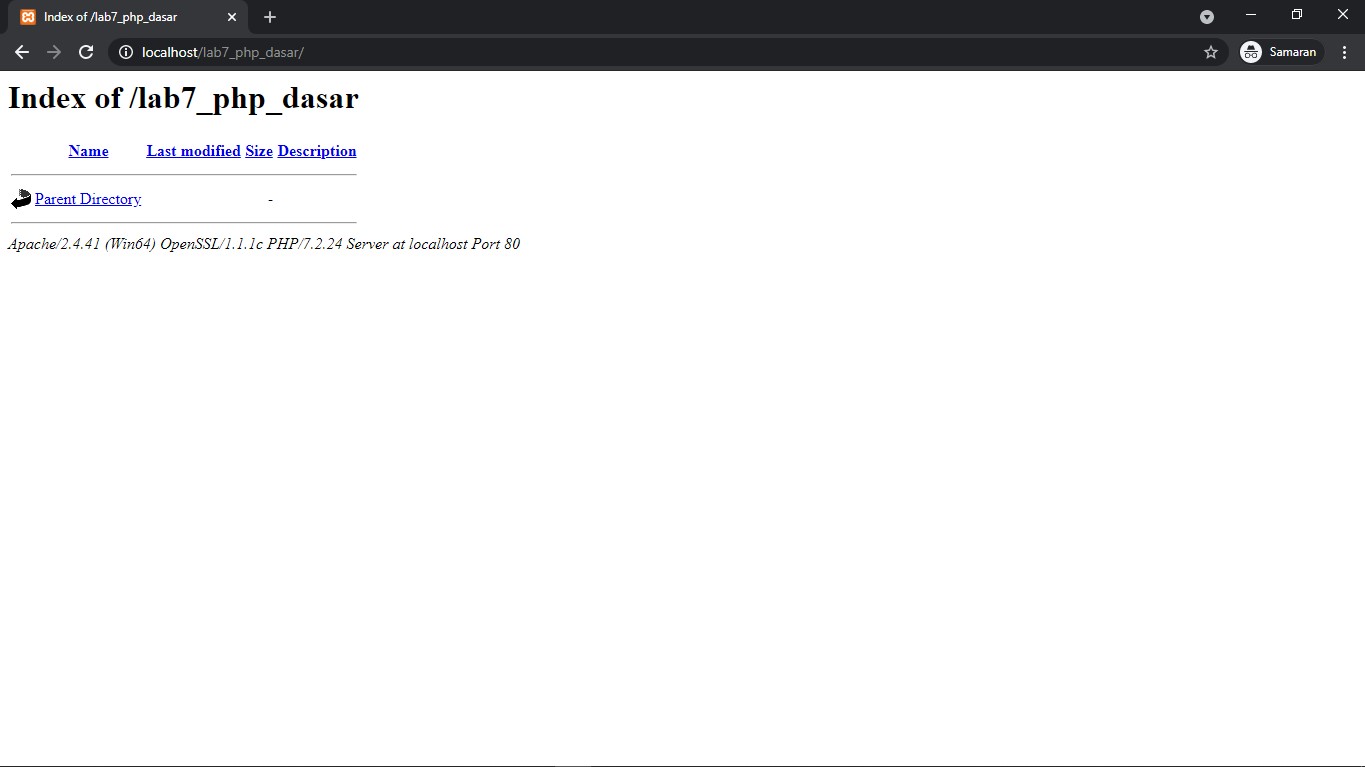 Index of /lab7_php_dasar
localhost/lab7_php_dasar/
Samaran
Index of /lab7_php_dasar
Name Last modified Size Description
Parent Directory -
Apache/2.4.41 (Win64) OpenSSL/1.1.1c PHP/7.2.24 Server at localhost Port 80